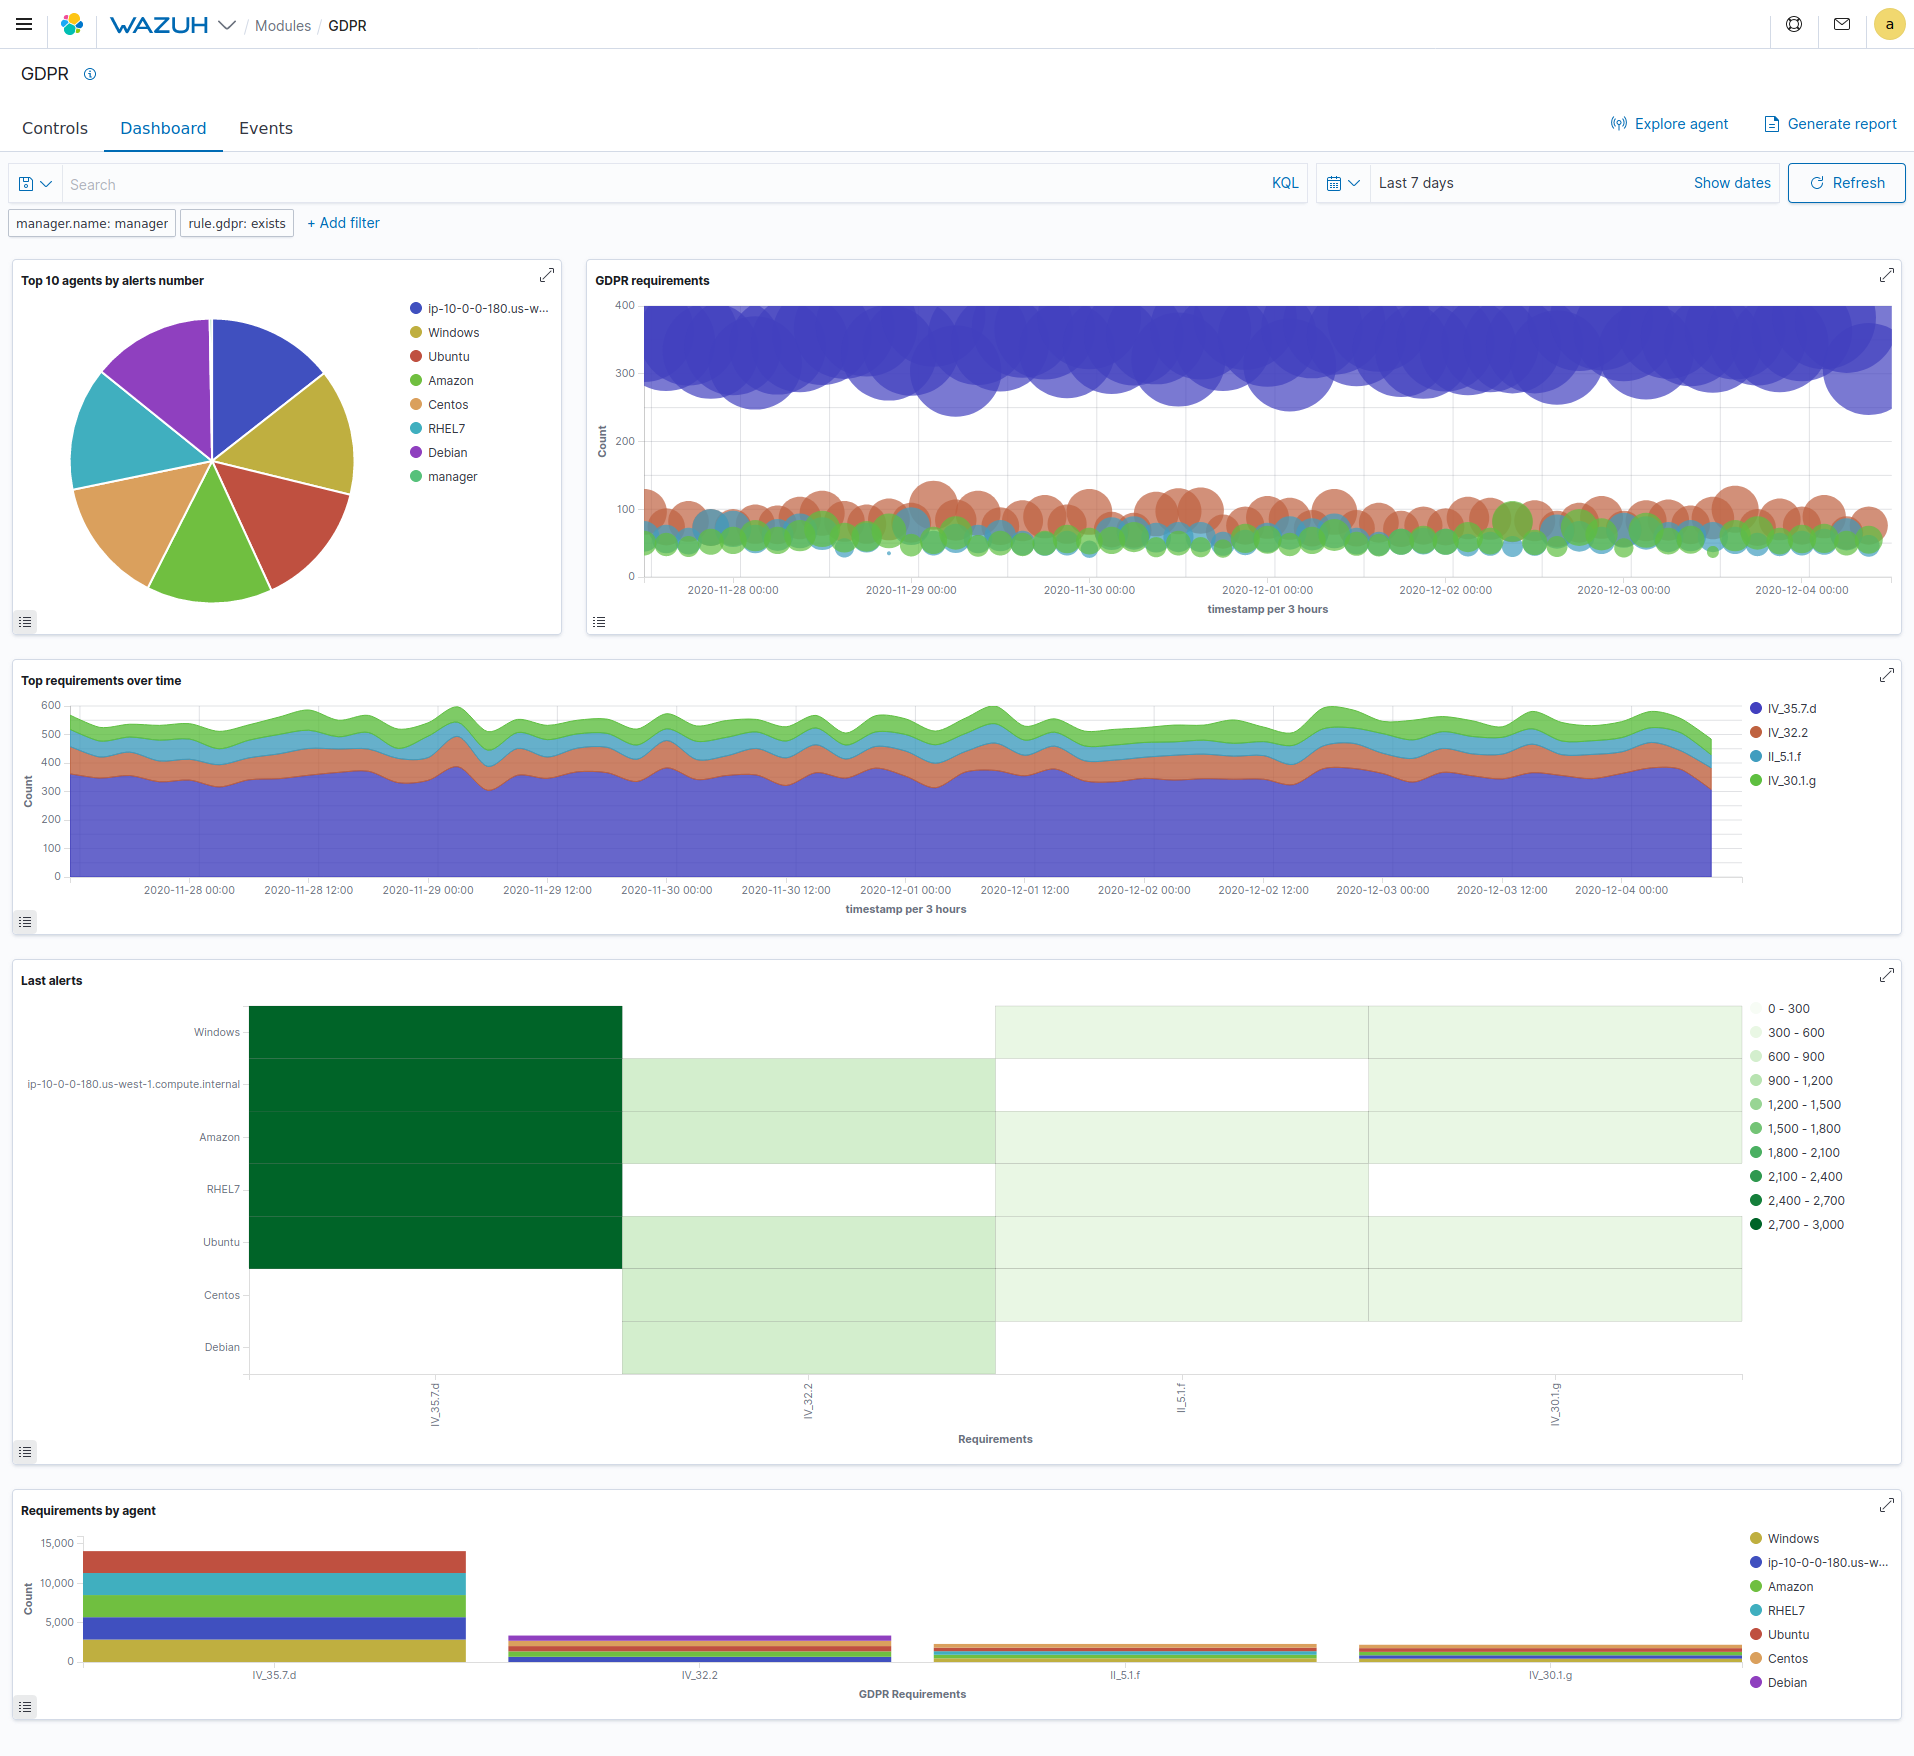 WAZUH / Modules / GDPR
a
GDPR
Controls Dashboard Events
Explore agent Generate report
Search KQL
Last 7 days Show dates Refresh
manager.name: manager rule.gdpr: exists + Add filter
Top 10 agents by alerts number
ip-10-0-0-180.us-w...
Windows
Ubuntu
Amazon
Centos
RHEL7
Debian
manager
GDPR requirements
400
300
200
100
0
Count
2020-11-28 00:00 2020-11-29 00:00 2020-11-30 00:00 2020-12-01 00:00 2020-12-02 00:00 2020-12-03 00:00 2020-12-04 00:00
timestamp per 3 hours
Top requirements over time
600
500
400
300
200
100
0
Count
2020-11-28 00:00 2020-11-28 12:00 2020-11-29 00:00 2020-11-29 12:00 2020-11-30 00:00 2020-11-30 12:00 2020-12-01 00:00 2020-12-01 12:00 2020-12-02 00:00 2020-12-02 12:00 2020-12-03 00:00 2020-12-03 12:00 2020-12-04 00:00
timestamp per 3 hours
IV_35.7.d
IV_32.2
II_5.1.f
IV_30.1.g
Last alerts
Windows
ip-10-0-0-180.us-west-1.compute.internal
Amazon
RHEL7
Ubuntu
Centos
Debian
IV_35.7.d IV_32.2 II_5.1.f IV_30.1.g
Requirements
0 - 300
300 - 600
600 - 900
900 - 1,200
1,200 - 1,500
1,500 - 1,800
1,800 - 2,100
2,100 - 2,400
2,400 - 2,700
2,700 - 3,000
Requirements by agent
15,000
10,000
5,000
0
Count
IV_35.7.d IV_32.2 II_5.1.f IV_30.1.g
GDPR Requirements
Windows
ip-10-0-0-180.us-w...
Amazon
RHEL7
Ubuntu
Centos
Debian